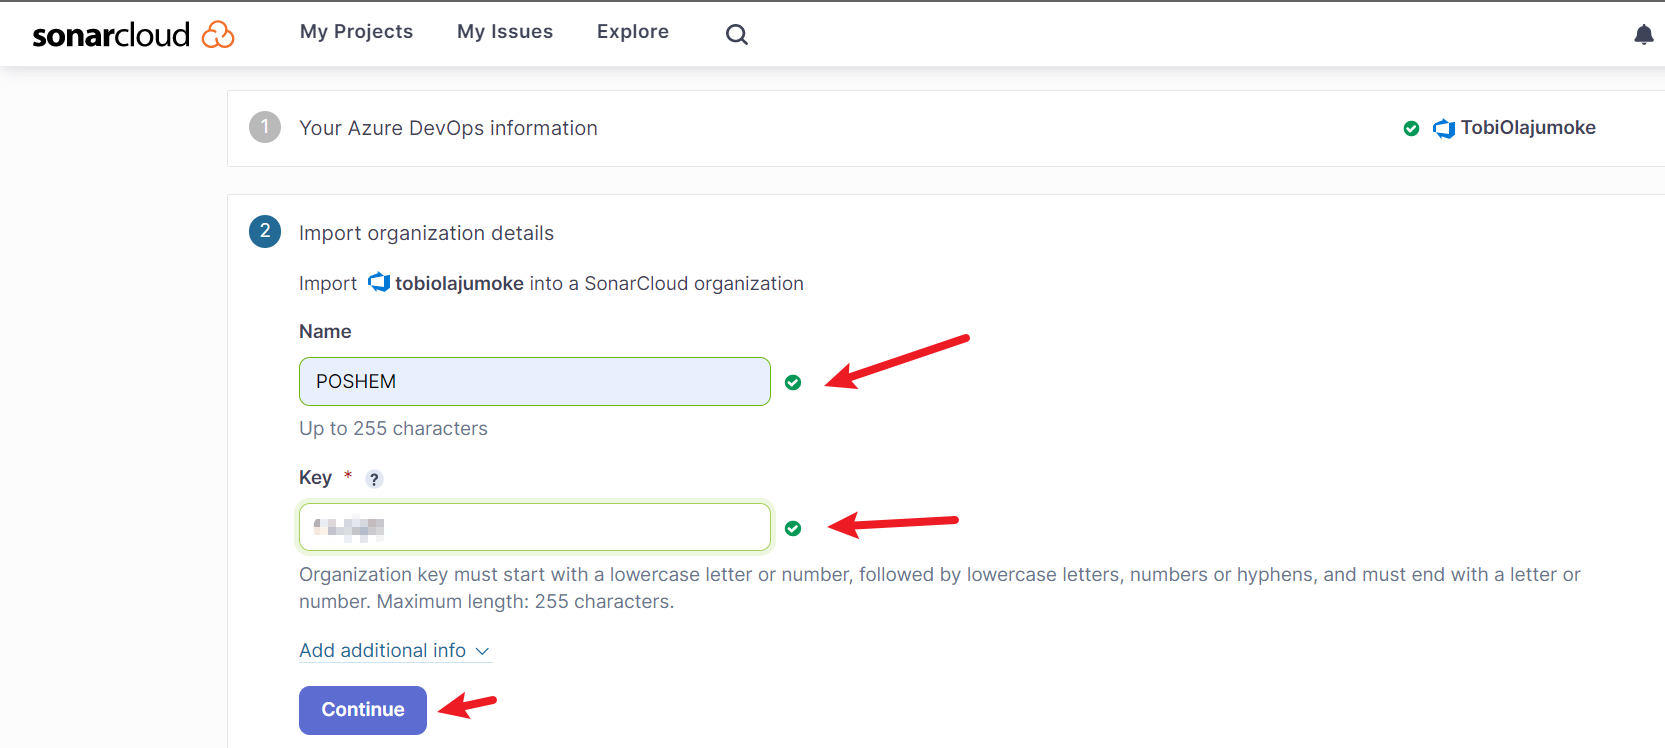 sonarcloud My Projects My Issues Explore
1 Your Azure DevOps information TobiOlajumoke
2 Import organization details
Import tobiolajumoke into a SonarCloud organization
Name
POSHEM
Up to 255 characters
Key * ?
Organization key must start with a lowercase letter or number, followed by lowercase letters, numbers or hyphens, and must end with a letter or
number. Maximum length: 255 characters.
Add additional info
Continue